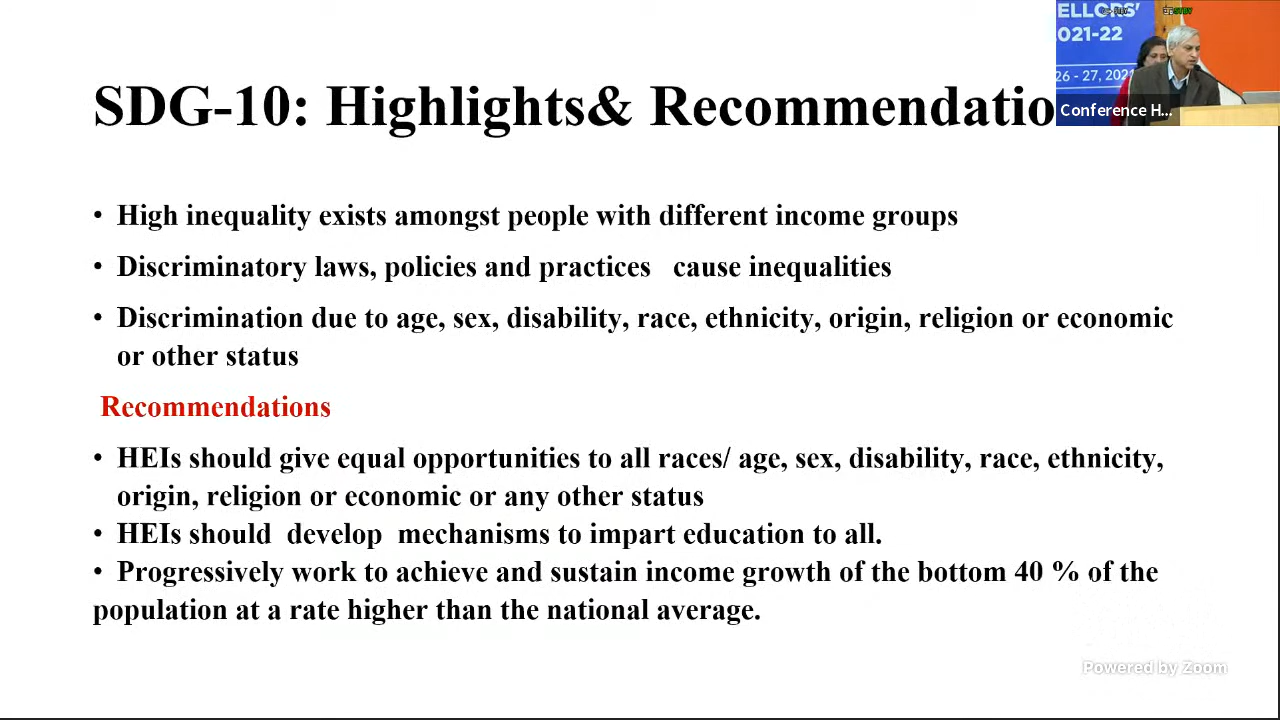 ELLORS'
021-22
26 - 27, 2021
Conference H...
SDG-10: Highlights& Recommendatio
• High inequality exists amongst people with different income groups
• Discriminatory laws, policies and practices   cause inequalities
• Discrimination due to age, sex, disability, race, ethnicity, origin, religion or economic
or other status
Recommendations
• HEIs should give equal opportunities to all races/ age, sex, disability, race, ethnicity,
origin, religion or economic or any other status
• HEIs should  develop  mechanisms to impart education to all.
• Progressively work to achieve and sustain income growth of the bottom 40 % of the
population at a rate higher than the national average.
Powered by Zoom